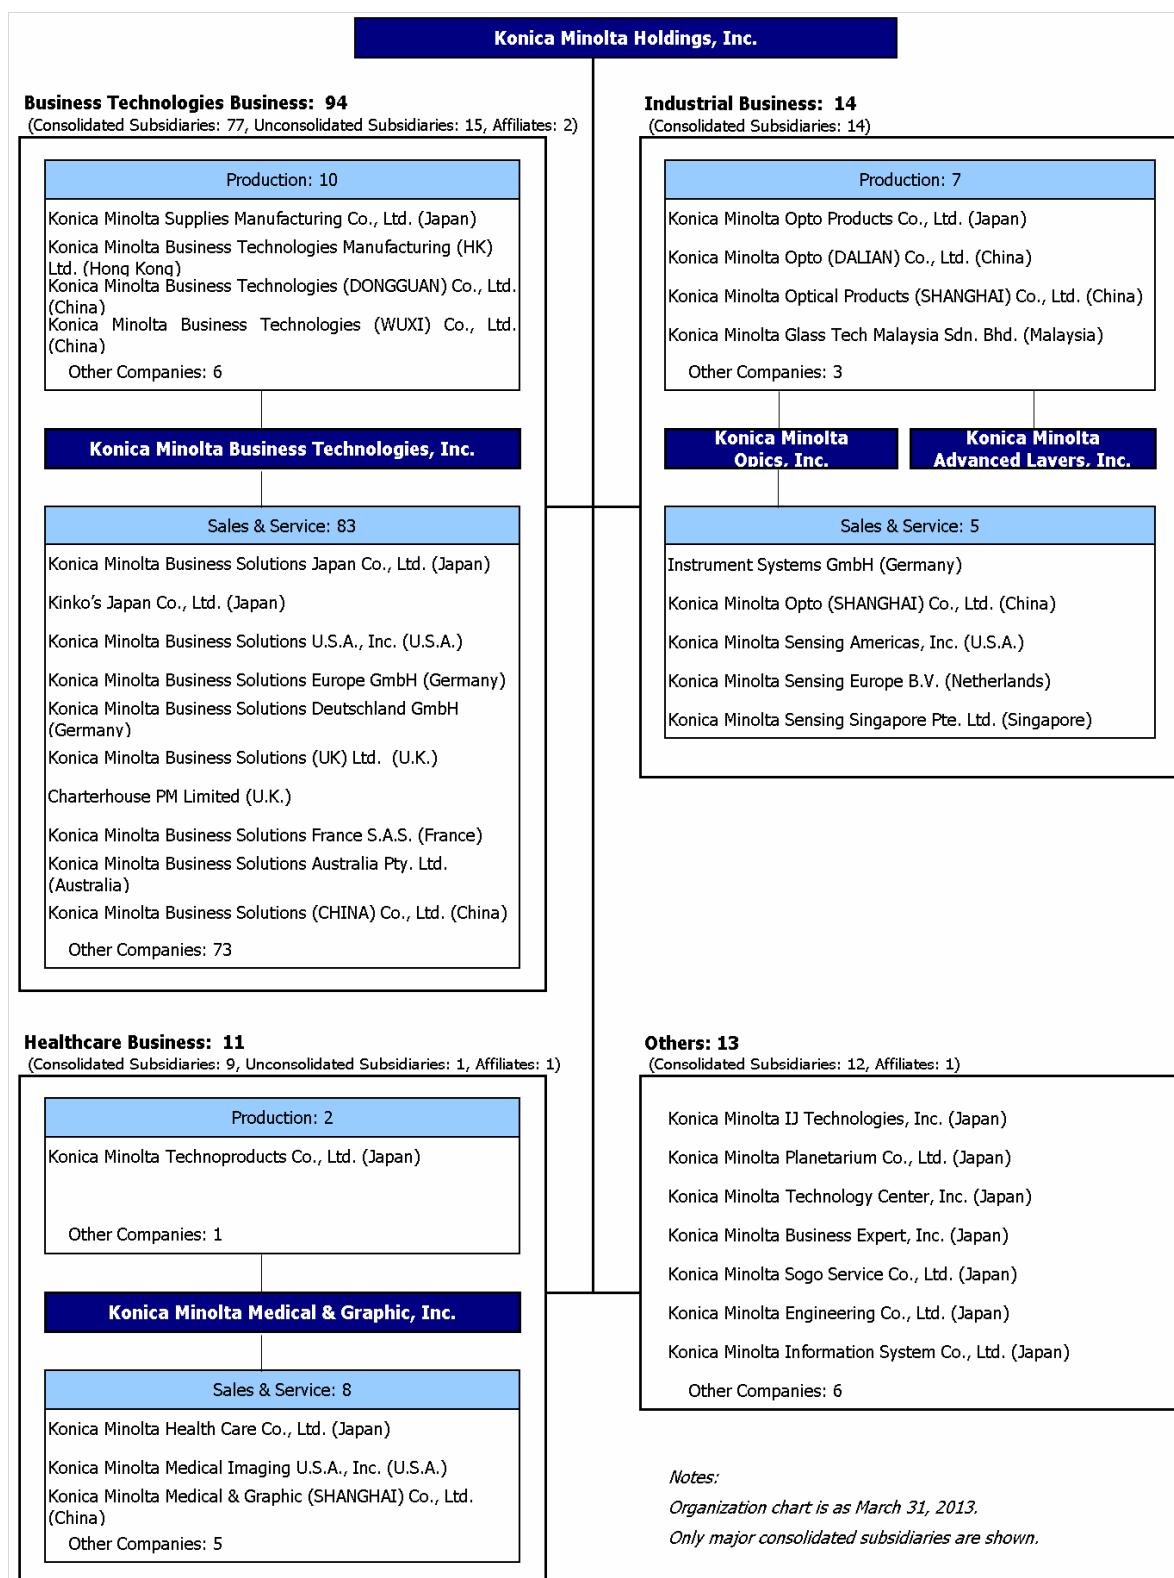 Konica Minolta Holdings, Inc.
Business Technologies Business: 94
(Consolidated Subsidiaries: 77, Unconsolidated Subsidiaries: 15, Affiliates: 2)
Production: 10
Konica Minolta Supplies Manufacturing Co., Ltd. (Japan)
Konica Minolta Business Technologies Manufacturing (HK)
Ltd. (Hong Kong)
Konica Minolta Business Technologies (DONGGUAN) Co., Ltd.
(China)
Konica Minolta Business Technologies (WUXI) Co., Ltd.
(China)
Other Companies: 6
Konica Minolta Business Technologies, Inc.
Sales & Service: 83
Konica Minolta Business Solutions Japan Co., Ltd. (Japan)
Kinko's Japan Co., Ltd. (Japan)
Konica Minolta Business Solutions U.S.A., Inc. (U.S.A.)
Konica Minolta Business Solutions Europe GmbH (Germany)
Konica Minolta Business Solutions Deutschland GmbH
(Germany)
Konica Minolta Business Solutions (UK) Ltd. (U.K.)
Charterhouse PM Limited (U.K.)
Konica Minolta Business Solutions France S.A.S. (France)
Konica Minolta Business Solutions Australia Pty. Ltd.
(Australia)
Konica Minolta Business Solutions (CHINA) Co., Ltd. (China)
Other Companies: 73
Industrial Business: 14
(Consolidated Subsidiaries: 14)
Production: 7
Konica Minolta Opto Products Co., Ltd. (Japan)
Konica Minolta Opto (DALIAN) Co., Ltd. (China)
Konica Minolta Optical Products (SHANGHAI) Co., Ltd. (China)
Konica Minolta Glass Tech Malaysia Sdn. Bhd. (Malaysia)
Other Companies: 3
Konica Minolta
Opics, Inc.
Konica Minolta
Advanced Layers, Inc.
Sales & Service: 5
Instrument Systems GmbH (Germany)
Konica Minolta Opto (SHANGHAI) Co., Ltd. (China)
Konica Minolta Sensing Americas, Inc. (U.S.A.)
Konica Minolta Sensing Europe B.V. (Netherlands)
Konica Minolta Sensing Singapore Pte. Ltd. (Singapore)
Healthcare Business: 11
(Consolidated Subsidiaries: 9, Unconsolidated Subsidiaries: 1, Affiliates: 1)
Production: 2
Konica Minolta Technoproducts Co., Ltd. (Japan)
Other Companies: 1
Konica Minolta Medical & Graphic, Inc.
Sales & Service: 8
Konica Minolta Health Care Co., Ltd. (Japan)
Konica Minolta Medical Imaging U.S.A., Inc. (U.S.A.)
Konica Minolta Medical & Graphic (SHANGHAI) Co., Ltd.
(China)
Other Companies: 5
Others: 13
(Consolidated Subsidiaries: 12, Affiliates: 1)
Konica Minolta IJ Technologies, Inc. (Japan)
Konica Minolta Planetarium Co., Ltd. (Japan)
Konica Minolta Technology Center, Inc. (Japan)
Konica Minolta Business Expert, Inc. (Japan)
Konica Minolta Sogo Service Co., Ltd. (Japan)
Konica Minolta Engineering Co., Ltd. (Japan)
Konica Minolta Information System Co., Ltd. (Japan)
Other Companies: 6
Notes:
Organization chart is as March 31, 2013.
Only major consolidated subsidiaries are shown.